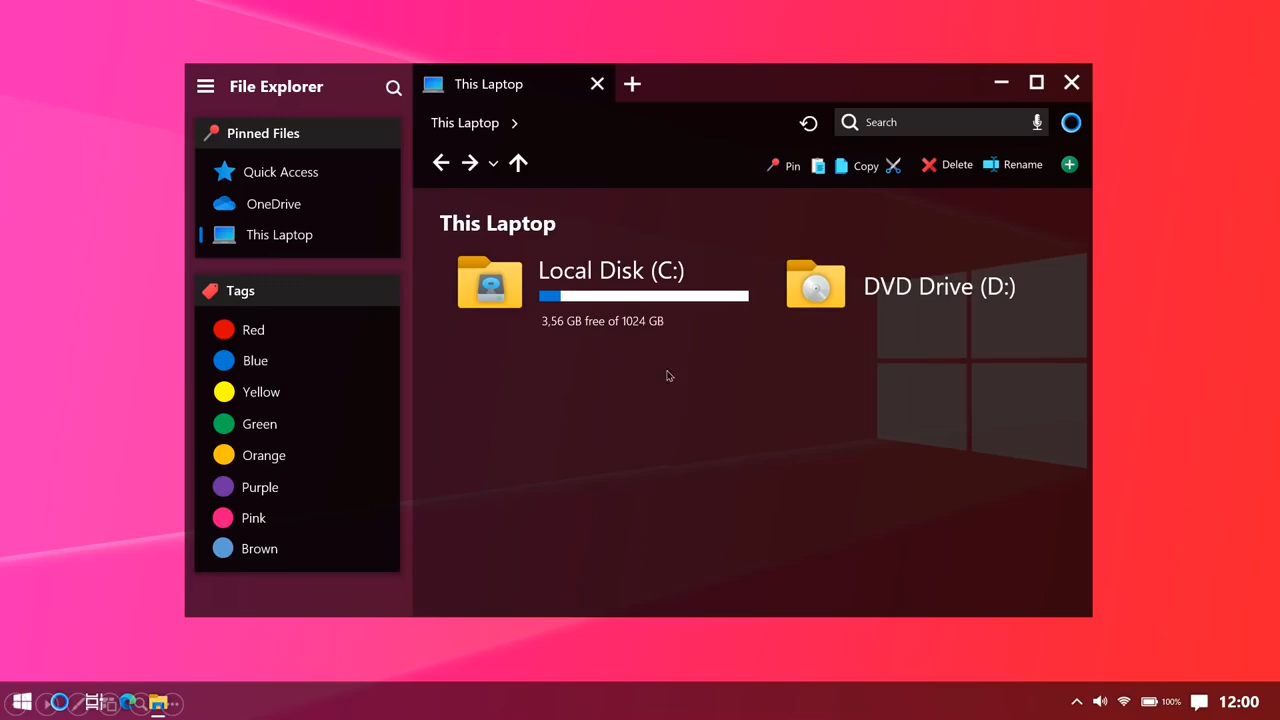 File Explorer
Pinned Files
Quick Access
OneDrive
This Laptop
Tags
Red
Blue
Yellow
Green
Orange
Purple
Pink
Brown
This Laptop
This Laptop
Search
Pin
Copy
Delete
Rename
This Laptop
Local Disk (C:)
3,56 GB free of 1024 GB
DVD Drive (D:)
100%
12:00